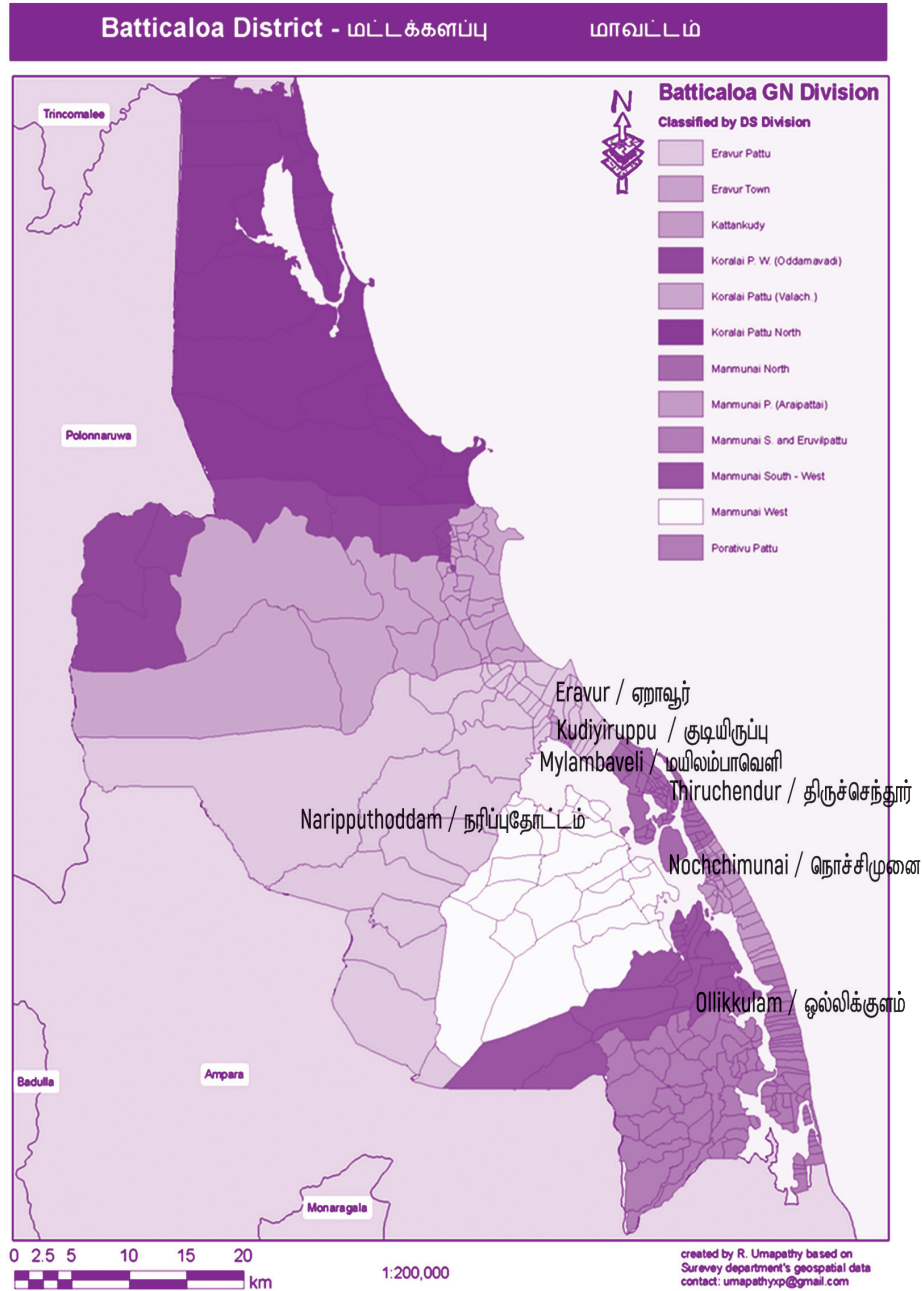 Batticaloa District - மட்டக்களப்பு மாவட்டம்
N
Batticaloa GN Division
Classified by DS Division
Eravur Pattu
Eravur Town
Kattankudy
Koralai P. W. (Oddamavadi)
Koralai Pattu (Valach.)
Koralai Pattu North
Manmunai North
Manmunai P. (Araipattai)
Manmunai S. and Eruvilpattu
Manmunai South - West
Manmunai West
Porativu Pattu
Trincomalee
Polonnaruwa
Eravur / ஏறாவூர்
Kudiyiruppu / குடியிருப்பு
Mylambaveli / மயிலம்பாவெளி
Thiruchendur / திருச்செந்தூர்
Naripputhoddam / நரிப்புதோட்டம்
Nochchimunai / நொச்சிமுனை
Ollikkulam / ஒல்லிக்குளம்
Badulla
Ampara
Monaragala
0 2.5 5 10 15 20
km
1:200,000
created by R. Umapathy based on
Surevey department's geospatial data
contact: umapathyxp@gmail.com